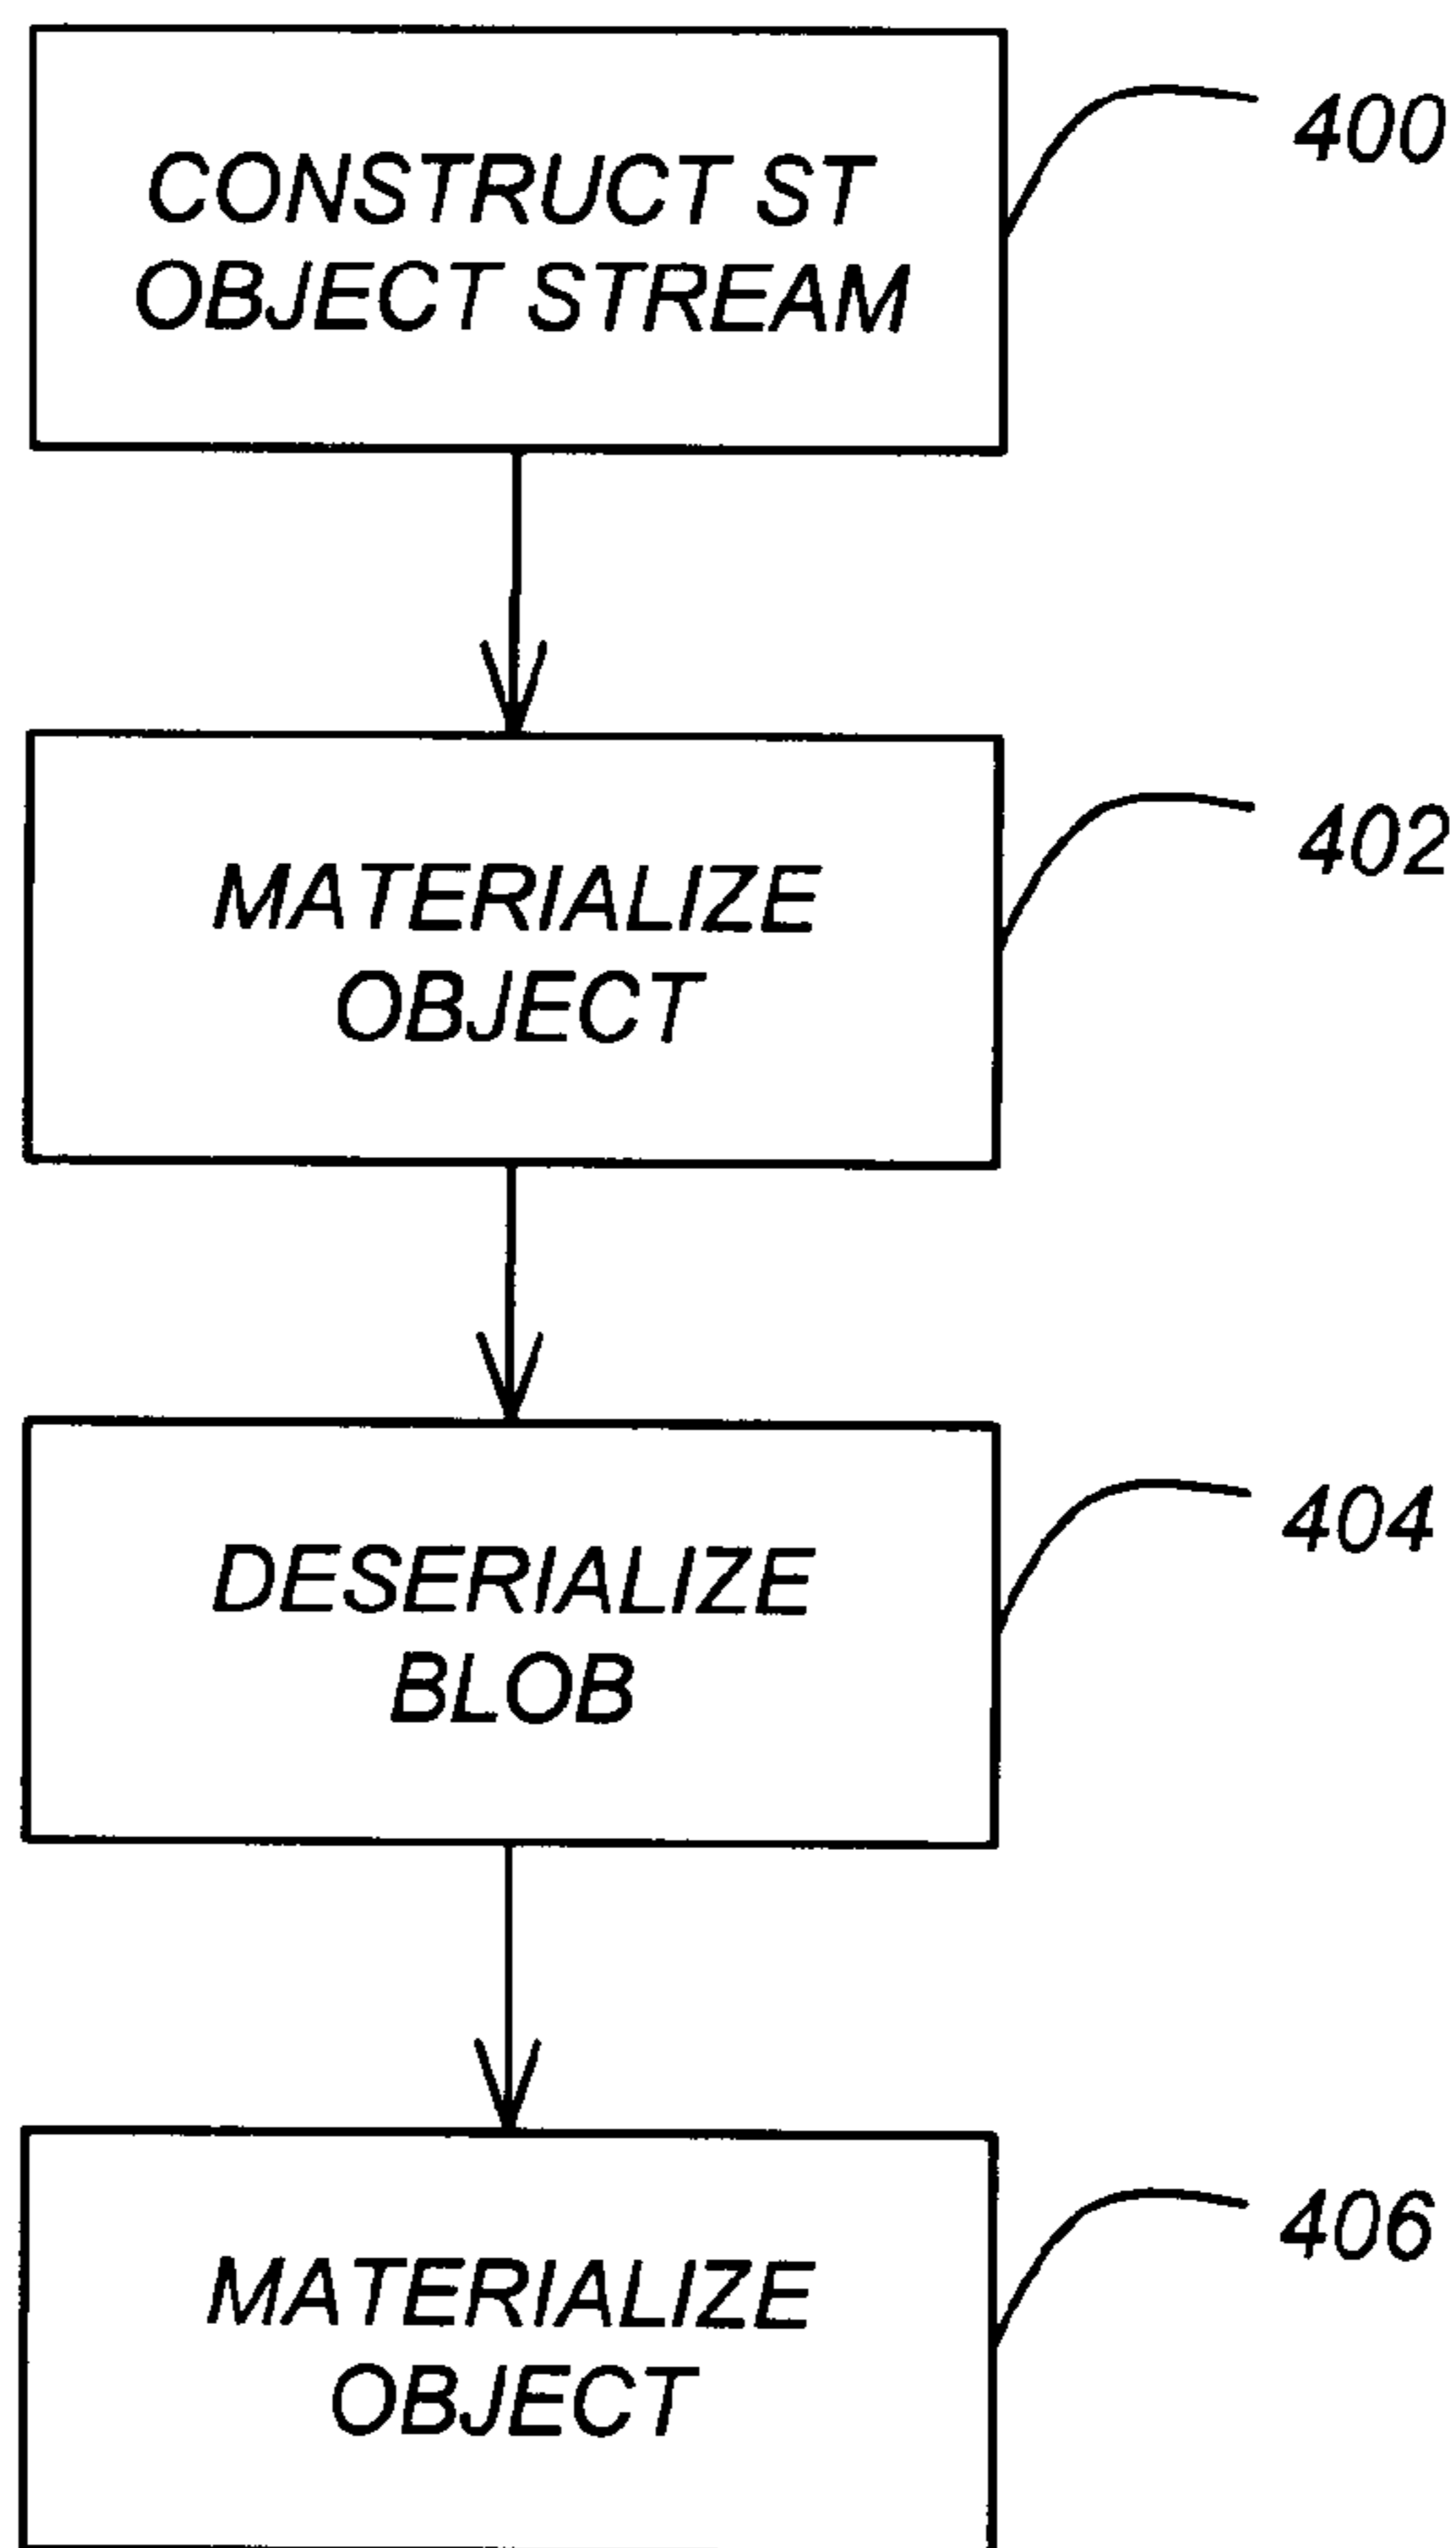 CONSTRUCT ST
OBJECT STREAM
400
MATERIALIZE
OBJECT
402
DESERIALIZE
BLOB
404
MATERIALIZE
OBJECT
406